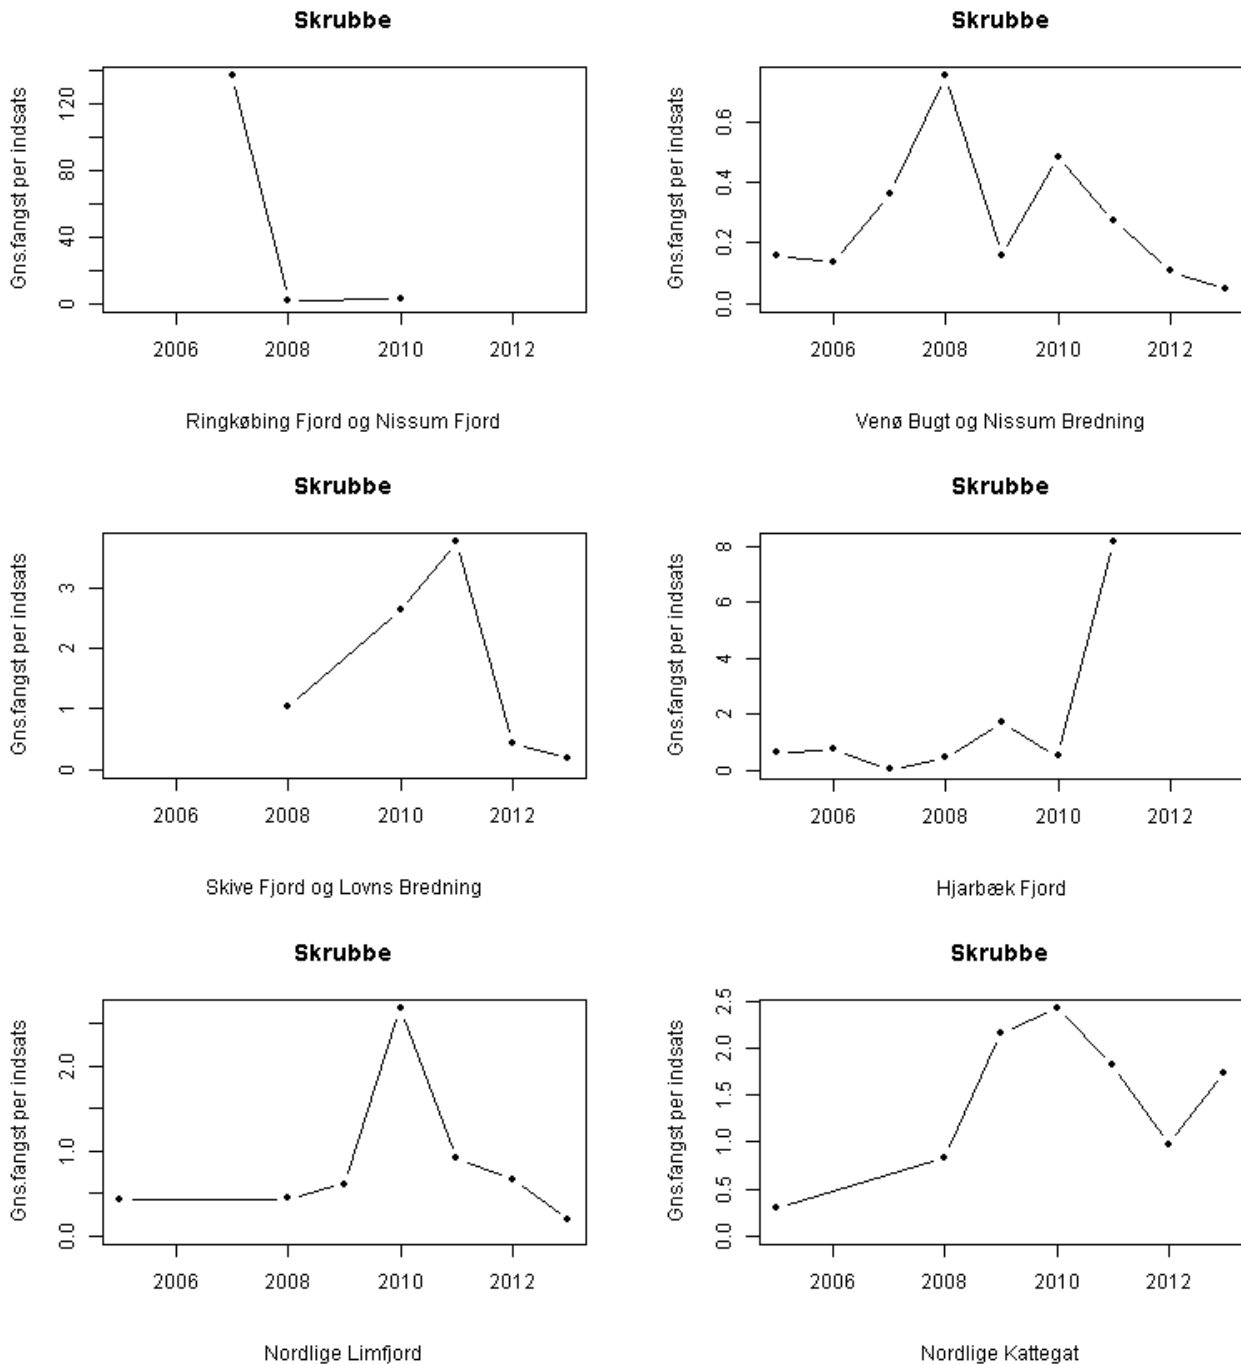 Skrubbe
Gns.fangst per indsats
120
80
40
0
2006 2008 2010 2012
Ringkøbing Fjord og Nissum Fjord
Skrubbe
Gns.fangst per indsats
0.6
0.4
0.2
0.0
2006 2008 2010 2012
Venø Bugt og Nissum Bredning
Skrubbe
Gns.fangst per indsats
3
2
1
0
2006 2008 2010 2012
Skive Fjord og Lovns Bredning
Skrubbe
Gns.fangst per indsats
8
6
4
2
0
2006 2008 2010 2012
Hjarbæk Fjord
Skrubbe
Gns.fangst per indsats
2.0
1.0
0.0
2006 2008 2010 2012
Nordlige Limfjord
Skrubbe
Gns.fangst per indsats
2.5
2.0
1.5
1.0
0.5
0.0
2006 2008 2010 2012
Nordlige Kattegat